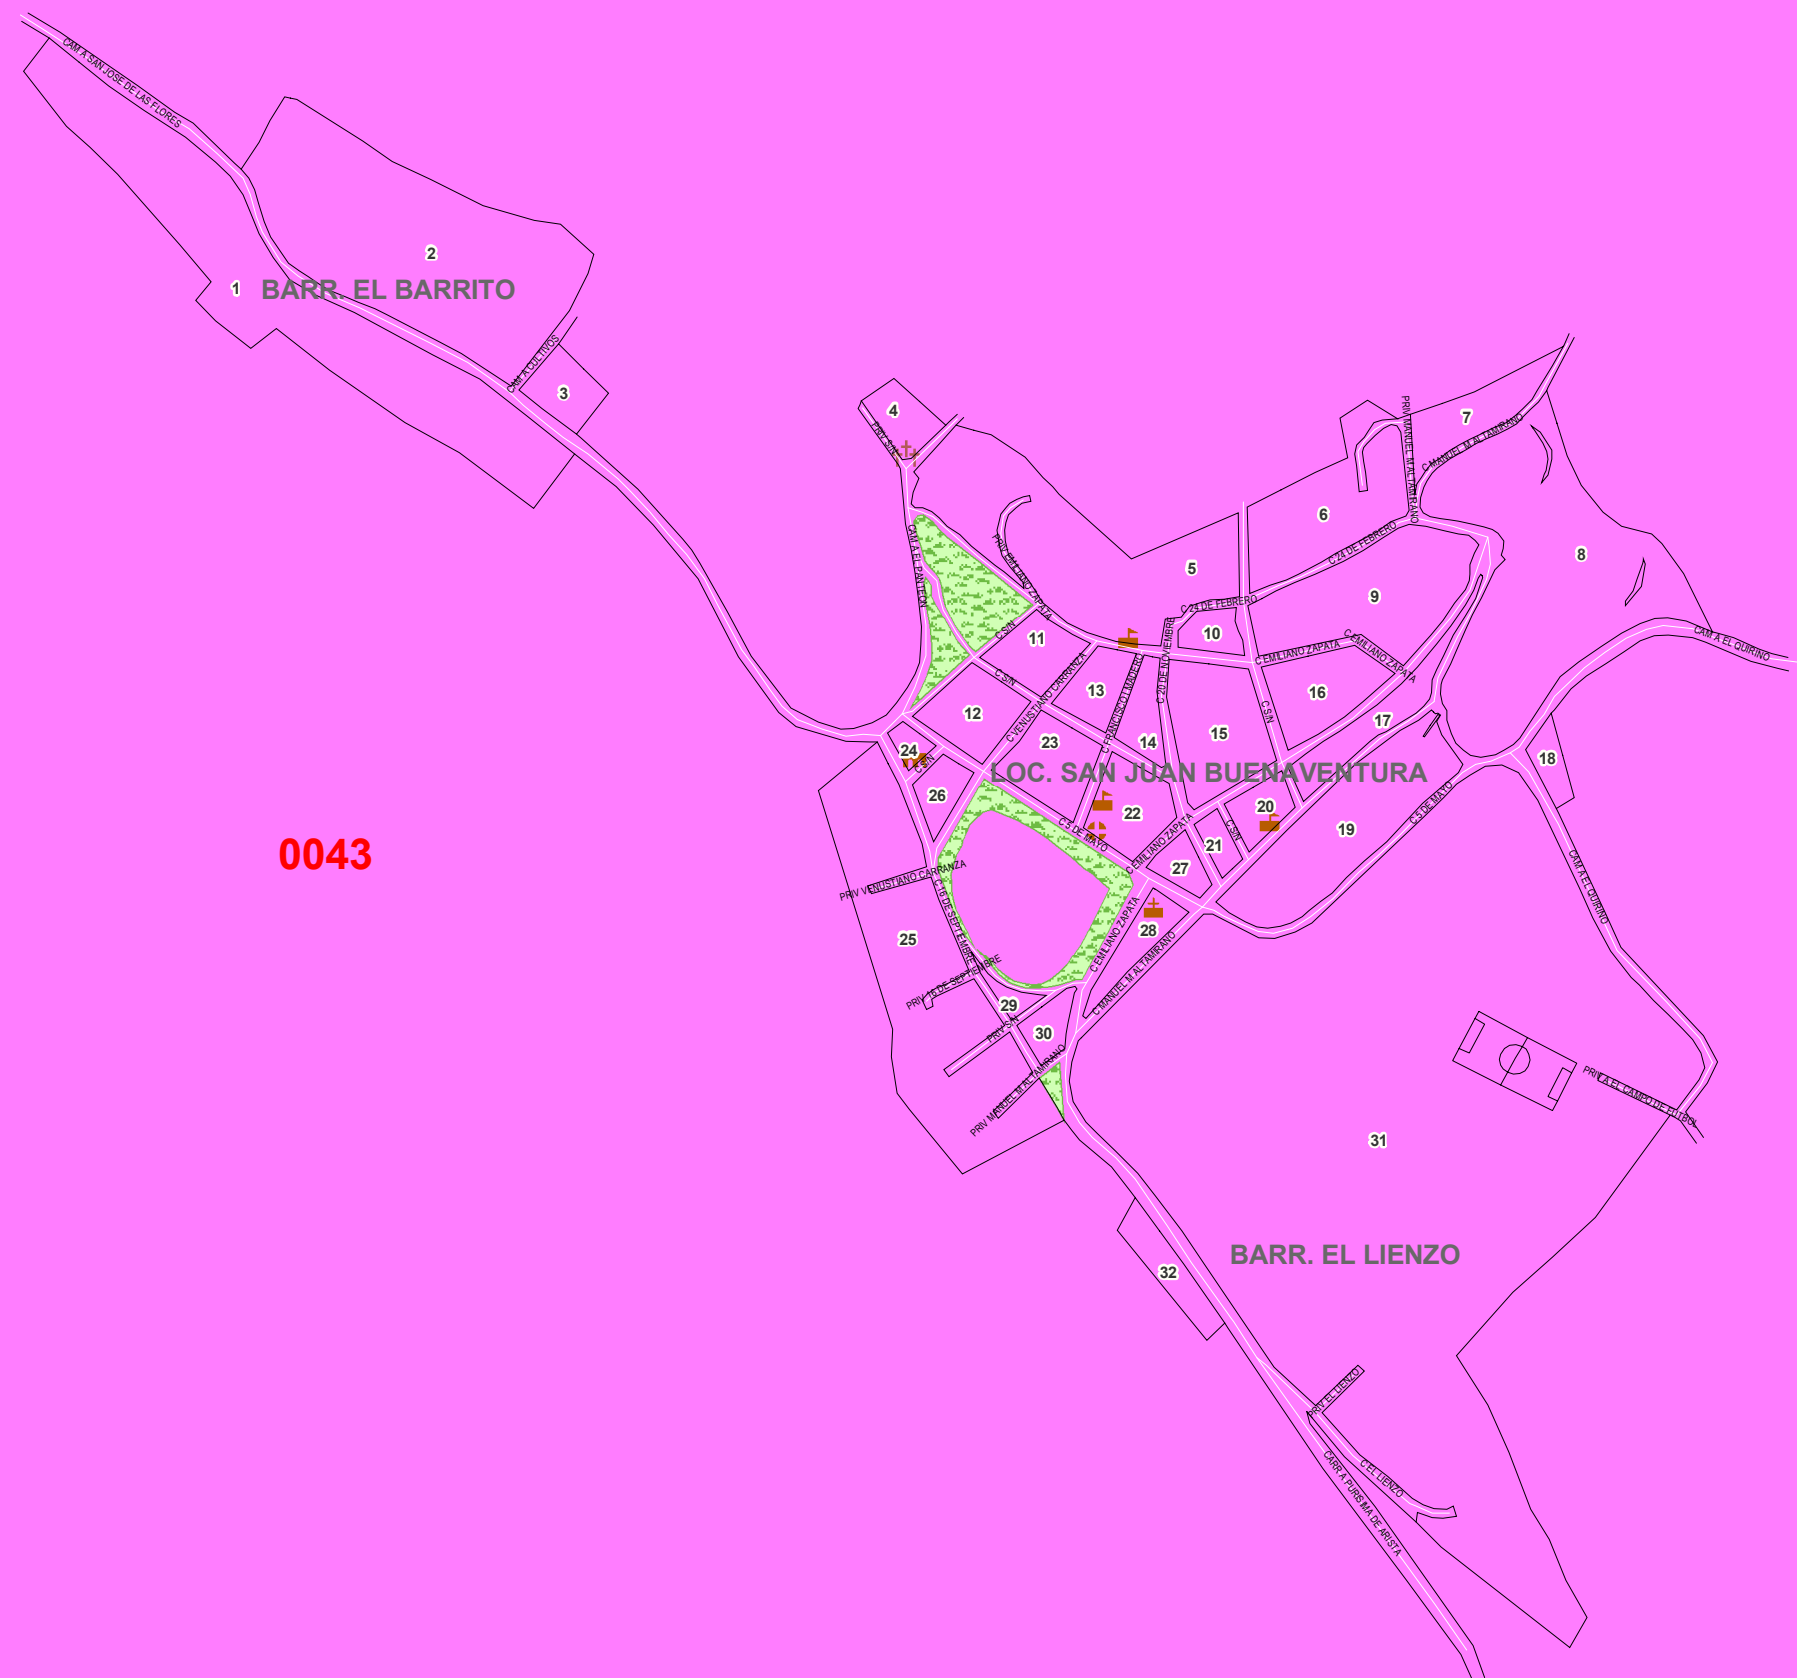 CAM A SAN JOSE DE LAS FLORES
2
1
BARR. EL BARRITO
CAM A CULTIVOS
3
4
PRIV S/N
PRIV MANUEL M ALTAMIRANO
7
C MANUEL M ALTAMIRANO
6
CAM A EL PANTEON
PRIV EMILIANO ZAPATA
5
C 24 DE FEBRERO
8
C 24 DE FEBRERO
9
C S/N
11
C 20 DE NOVIEMBRE
10
C EMILIANO ZAPATA
C EMILIANO ZAPATA
CAM A EL QUIRINO
C S/N
C VENUSTIANO CARRANZA
13
C FRANCISCO I MADERO
16
12
C S/N
17
23
14
15
24
C S/N
18
LOC. SAN JUAN BUENAVENTURA
26
C 5 DE MAYO
22
20
C 5 DE MAYO
19
0043
C EMILIANO ZAPATA
C S/N
21
27
PRIV VENUSTIANO CARRANZA
CAM A EL QUIRINO
C 16 DE SEPTIEMBRE
25
C EMILIANO ZAPATA
28
C MANUEL M ALTAMIRANO
PRIV 16 DE SEPTIEMBRE
29
PRIV S/N
30
PRIV MANUEL M ALTAMIRANO
PRIV A EL CAMPO DE FUTBOL
31
BARR. EL LIENZO
32
PRIV EL LIENZO
C EL LIENZO
CARR A PURISIMA DE ARISTA